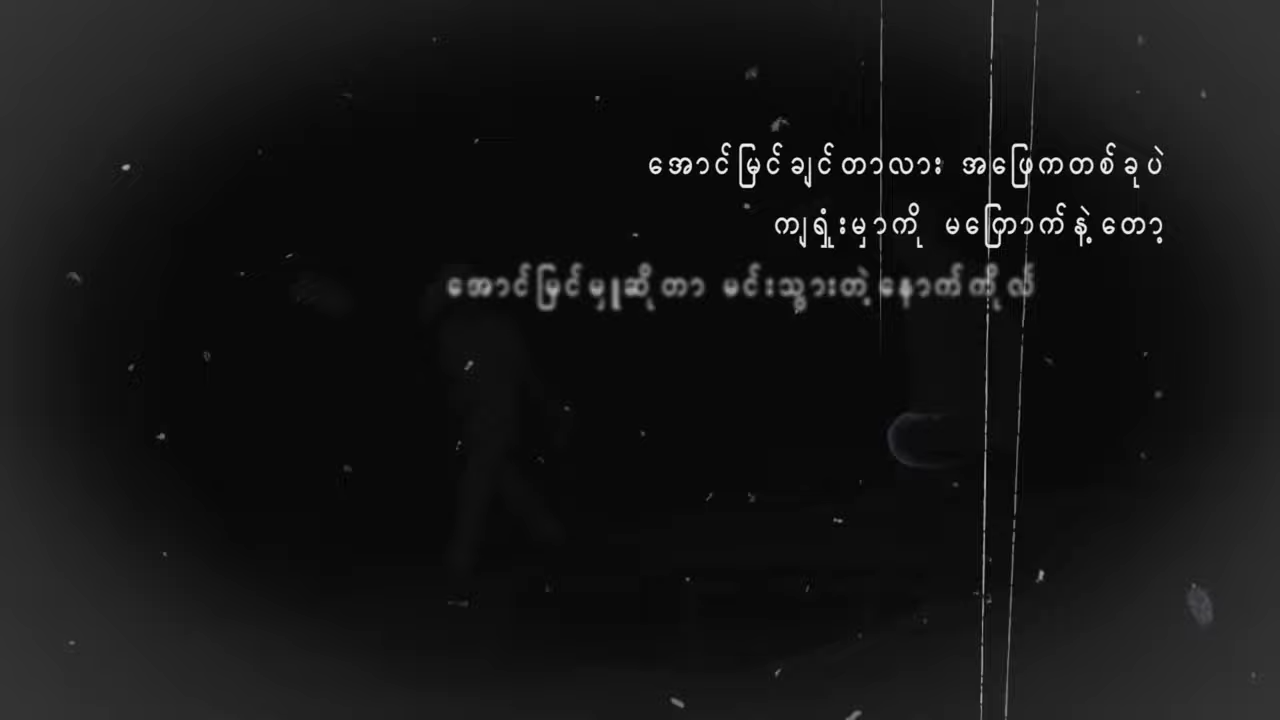 အောင်မြင်ချင်တာလား အဖြေကတစ်ခုပဲ
ကျရှုံးမှာကို မကြောက်နဲ့တော့
အောင်မြင်မှုဆိုတာ မင်းသွားတဲ့နောက်ကို